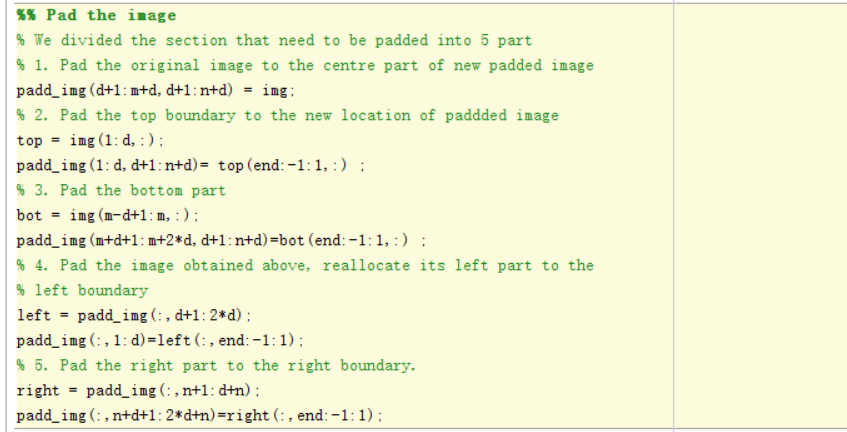 %% Pad the image
% We divided the section that need to be padded into 5 part
% 1. Pad the original image to the centre part of new padded image
padd_img(d+1:m+d,d+1:n+d) = img;
% 2. Pad the top boundary to the new location of paddded image
top = img(1:d,:);
padd_img(1:d,d+1:n+d)= top(end:-1:1,:) ;
% 3. Pad the bottom part
bot = img(m-d+1:m,:);
padd_img(m+d+1:m+2*d,d+1:n+d)=bot(end:-1:1,:) ;
% 4. Pad the image obtained above, reallocate its left part to the
% left boundary
left = padd_img(:,d+1:2*d);
padd_img(:,1:d)=left(:,end:-1:1);
% 5. Pad the right part to the right boundary.
right = padd_img(:,n+1:d+n);
padd_img(:,n+d+1:2*d+n)=right(:,end:-1:1);